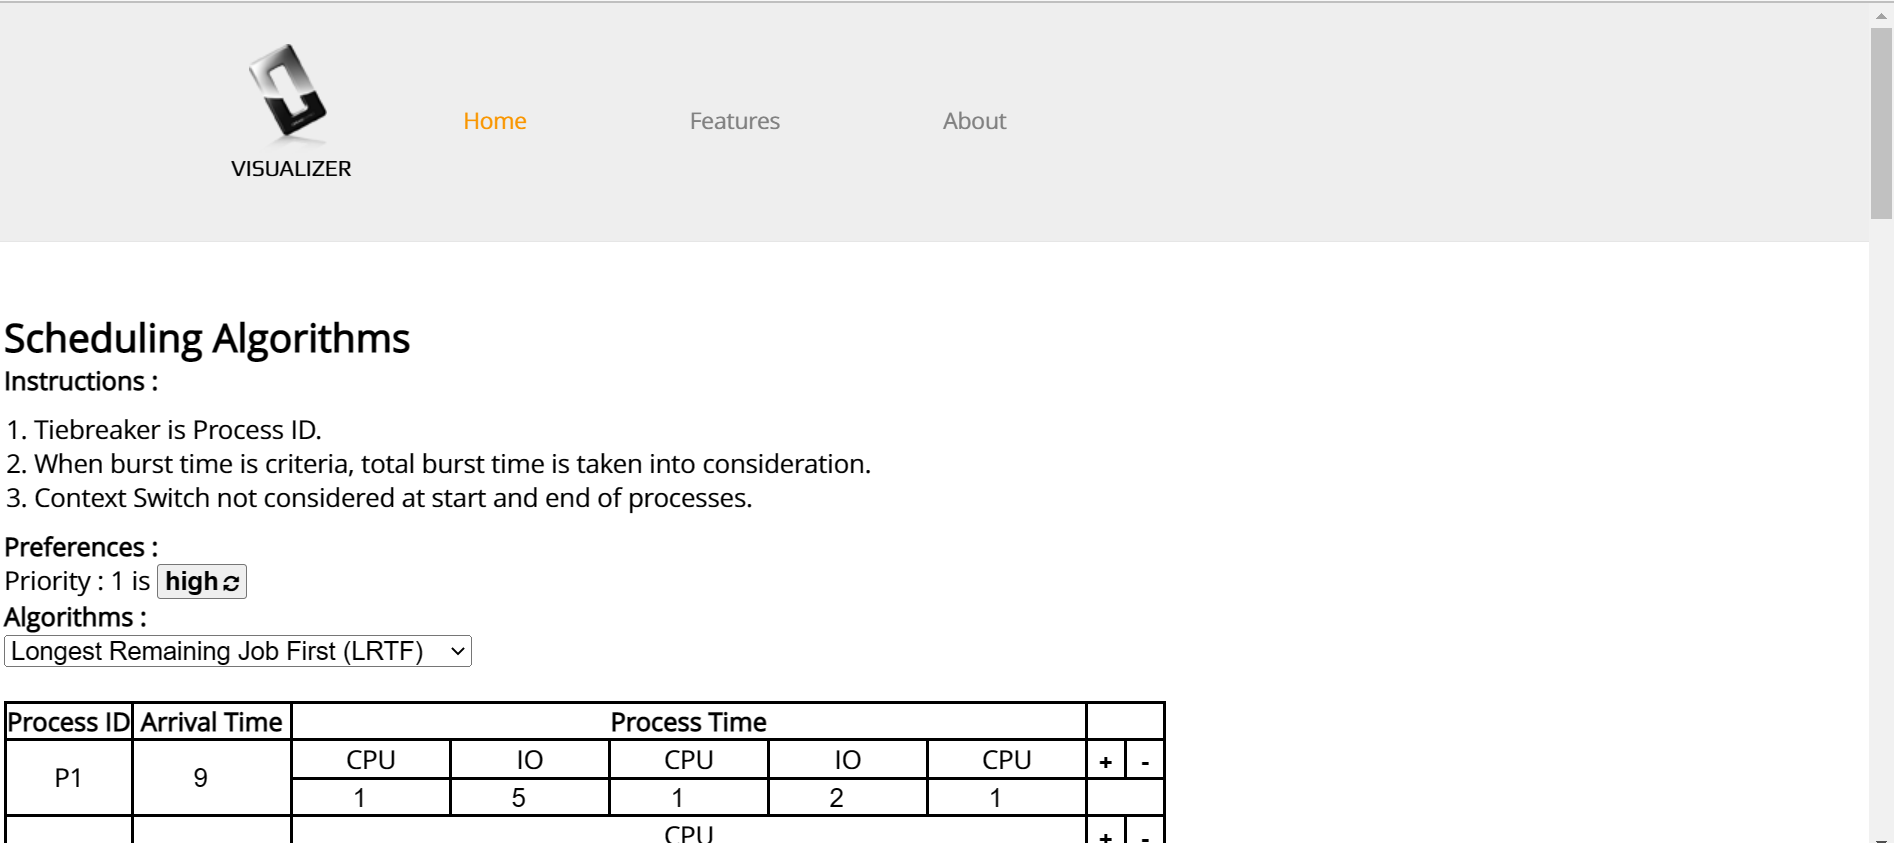 VISUALIZER
Home
Features
About
Scheduling Algorithms
Instructions :
1. Tiebreaker is Process ID.
2. When burst time is criteria, total burst time is taken into consideration.
3. Context Switch not considered at start and end of processes.
Preferences :
Priority : 1 is high
Algorithms :
Longest Remaining Job First (LRTF)
Process ID Arrival Time Process Time
CPU IO CPU IO CPU + -
P1 9
1 5 1 2 1
CPU + -